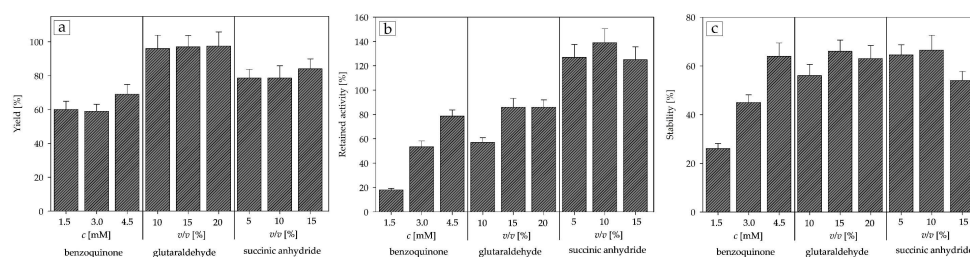 a
Yield [%]
100
80
60
40
20
0
1.5 3.0 4.5 10 15 20 5 10 15
c [mM] v/v [%] v/v [%]
benzoquinone glutaraldehyde succinic anhydride
b
Retained activity [%]
160
140
120
100
80
60
40
20
0
1.5 3.0 4.5 10 15 20 5 10 15
c [mM] v/v [%] v/v [%]
benzoquinone glutaraldehyde succinic anhydride
c
Stability [%]
80
60
40
20
0
1.5 3.0 4.5 10 15 20 5 10 15
c [mM] v/v [%] v/v [%]
benzoquinone glutaraldehyde succinic anhydride